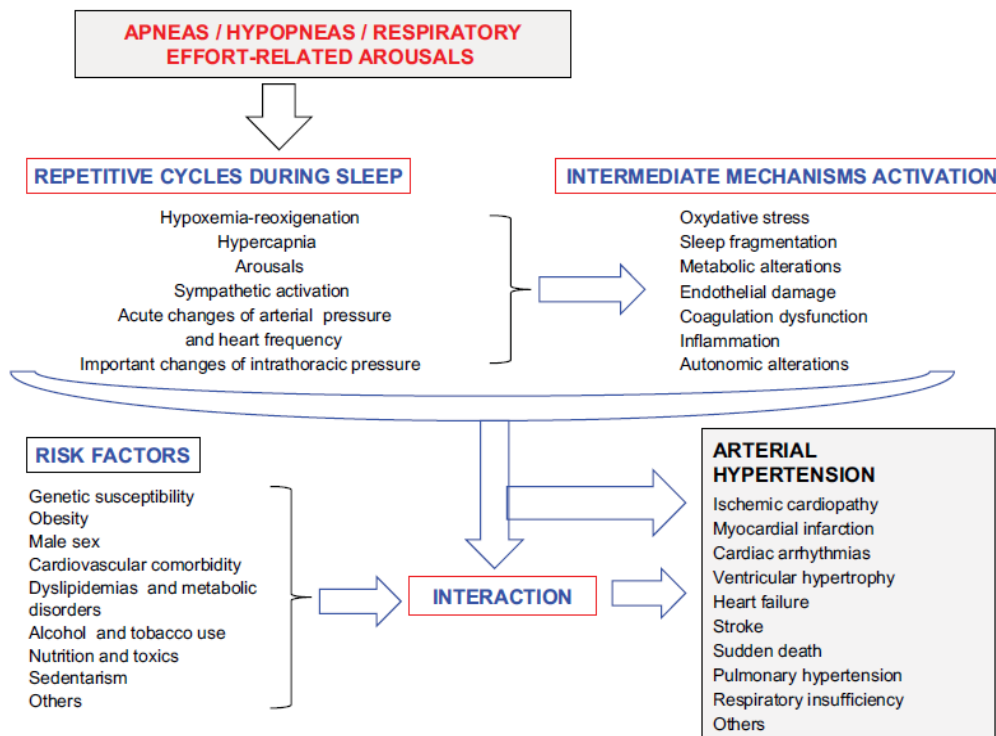 APNEAS / HYPOPNEAS / RESPIRATORY
EFFORT-RELATED AROUSALS
REPETITIVE CYCLES DURING SLEEP
Hypoxemia-reoxigenation
Hypercapnia
Arousals
Sympathetic activation
Acute changes of arterial pressure
and heart frequency
Important changes of intrathoracic pressure
INTERMEDIATE MECHANISMS ACTIVATION
Oxydative stress
Sleep fragmentation
Metabolic alterations
Endothelial damage
Coagulation dysfunction
Inflammation
Autonomic alterations
RISK FACTORS
Genetic susceptibility
Obesity
Male sex
Cardiovascular comorbidity
Dyslipidemias and metabolic
disorders
Alcohol and tobacco use
Nutrition and toxics
Sedentarism
Others
INTERACTION
ARTERIAL
HYPERTENSION
Ischemic cardiopathy
Myocardial infarction
Cardiac arrhythmias
Ventricular hypertrophy
Heart failure
Stroke
Sudden death
Pulmonary hypertension
Respiratory insufficiency
Others